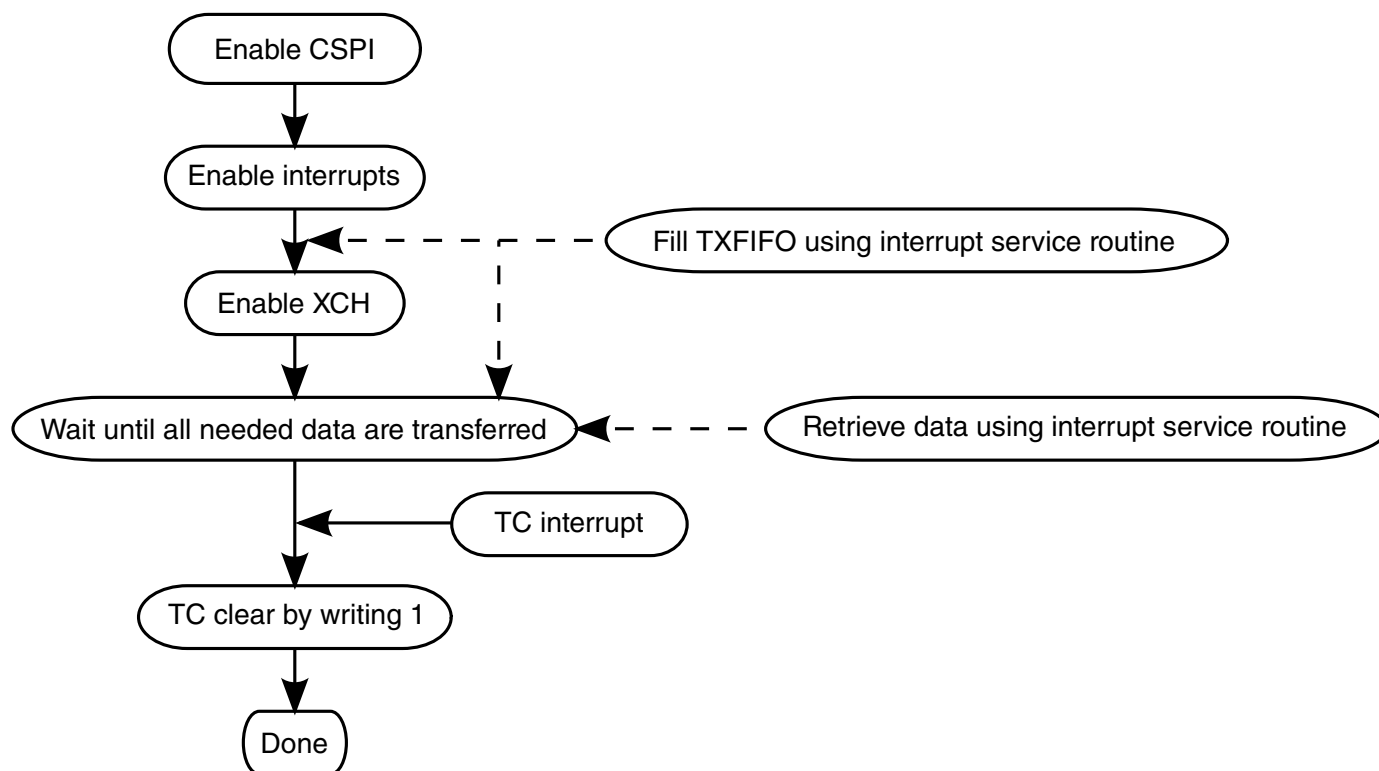 Enable CSPI
Enable interrupts
Fill TXFIFO using interrupt service routine
Enable XCH
Wait until all needed data are transferred
Retrieve data using interrupt service routine
TC interrupt
TC clear by writing 1
Done